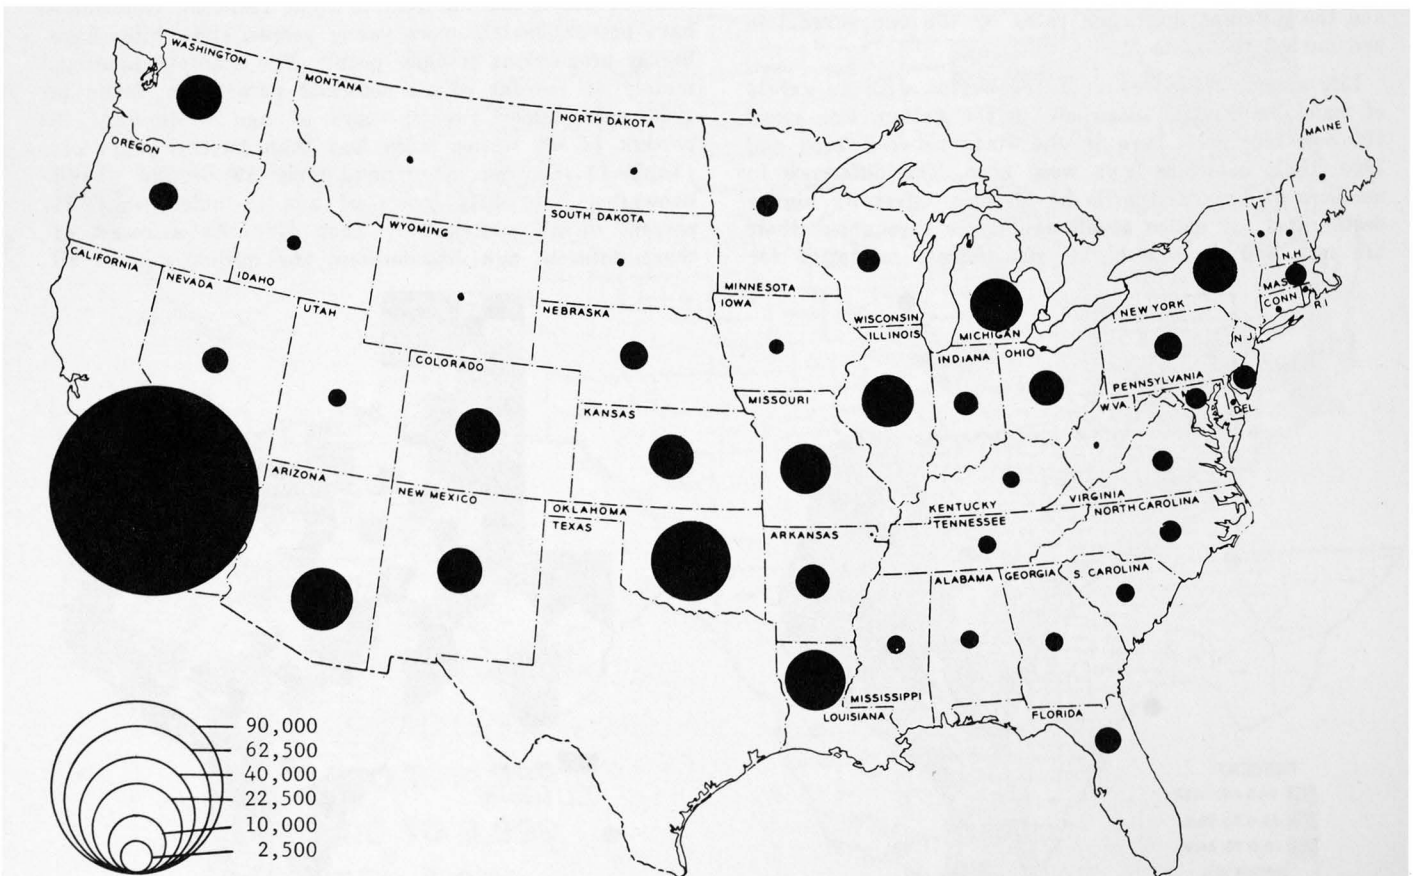 WASHINGTON
MONTANA
NORTH DAKOTA
MAINE
OREGON
VT
SOUTH DAKOTA
WYOMING
CALIFORNIA
NEVADA
IDAHO
N H
MINNESOTA
MASS
CONN
R I
UTAH
IOWA
NEBRASKA
WISCONSIN
NEW YORK
ILLINOIS
MICHIGAN
N J
INDIANA
OHIO
COLORADO
PENNSYLVANIA
MISSOURI
W VA.
DEL
KANSAS
ARIZONA
NEW MEXICO
VIRGINIA
OKLAHOMA
KENTUCKY
NORTH CAROLINA
TEXAS
TENNESSEE
ARKANSAS
ALABAMA
GEORGIA
S. CAROLINA
MISSISSIPPI
LOUISIANA
FLORIDA
90,000
62,500
40,000
22,500
10,000
2,500